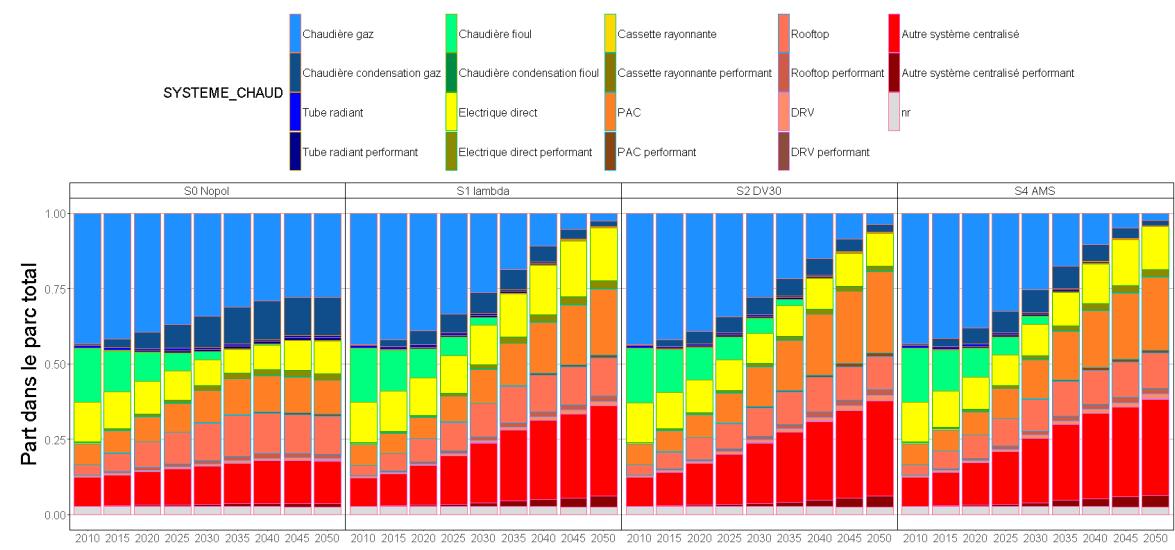 Chaudière gaz Chaudière fioul Cassette rayonnante Rooftop Autre système centralisé
Chaudière condensation gaz Chaudière condensation fioul Cassette rayonnante performant Rooftop performant Autre système centralisé performant
SYSTEME_CHAUD
Tube radiant Electrique direct PAC DRV nr
Tube radiant performant Electrique direct performant PAC performant DRV performant
S0 Nopol S1 lambda S2 DV30 S4 AMS
Part dans le parc total
1.00
0.75
0.50
0.25
0.00
2010 2015 2020 2025 2030 2035 2040 2045 2050 2010 2015 2020 2025 2030 2035 2040 2045 2050 2010 2015 2020 2025 2030 2035 2040 2045 2050 2010 2015 2020 2025 2030 2035 2040 2045 2050